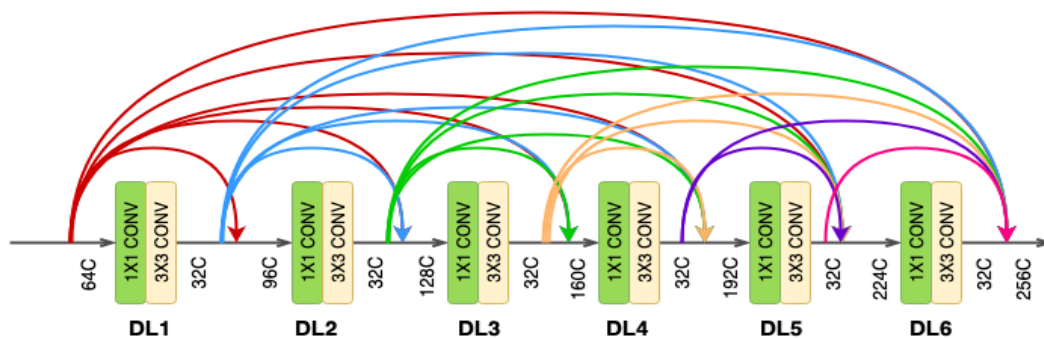 64C
1X1 CONV
3X3 CONV
32C
96C
1X1 CONV
3X3 CONV
32C
128C
1X1 CONV
3X3 CONV
32C
160C
1X1 CONV
3X3 CONV
32C
192C
1X1 CONV
3X3 CONV
32C
224C
1X1 CONV
3X3 CONV
32C
256C
DL1
DL2
DL3
DL4
DL5
DL6